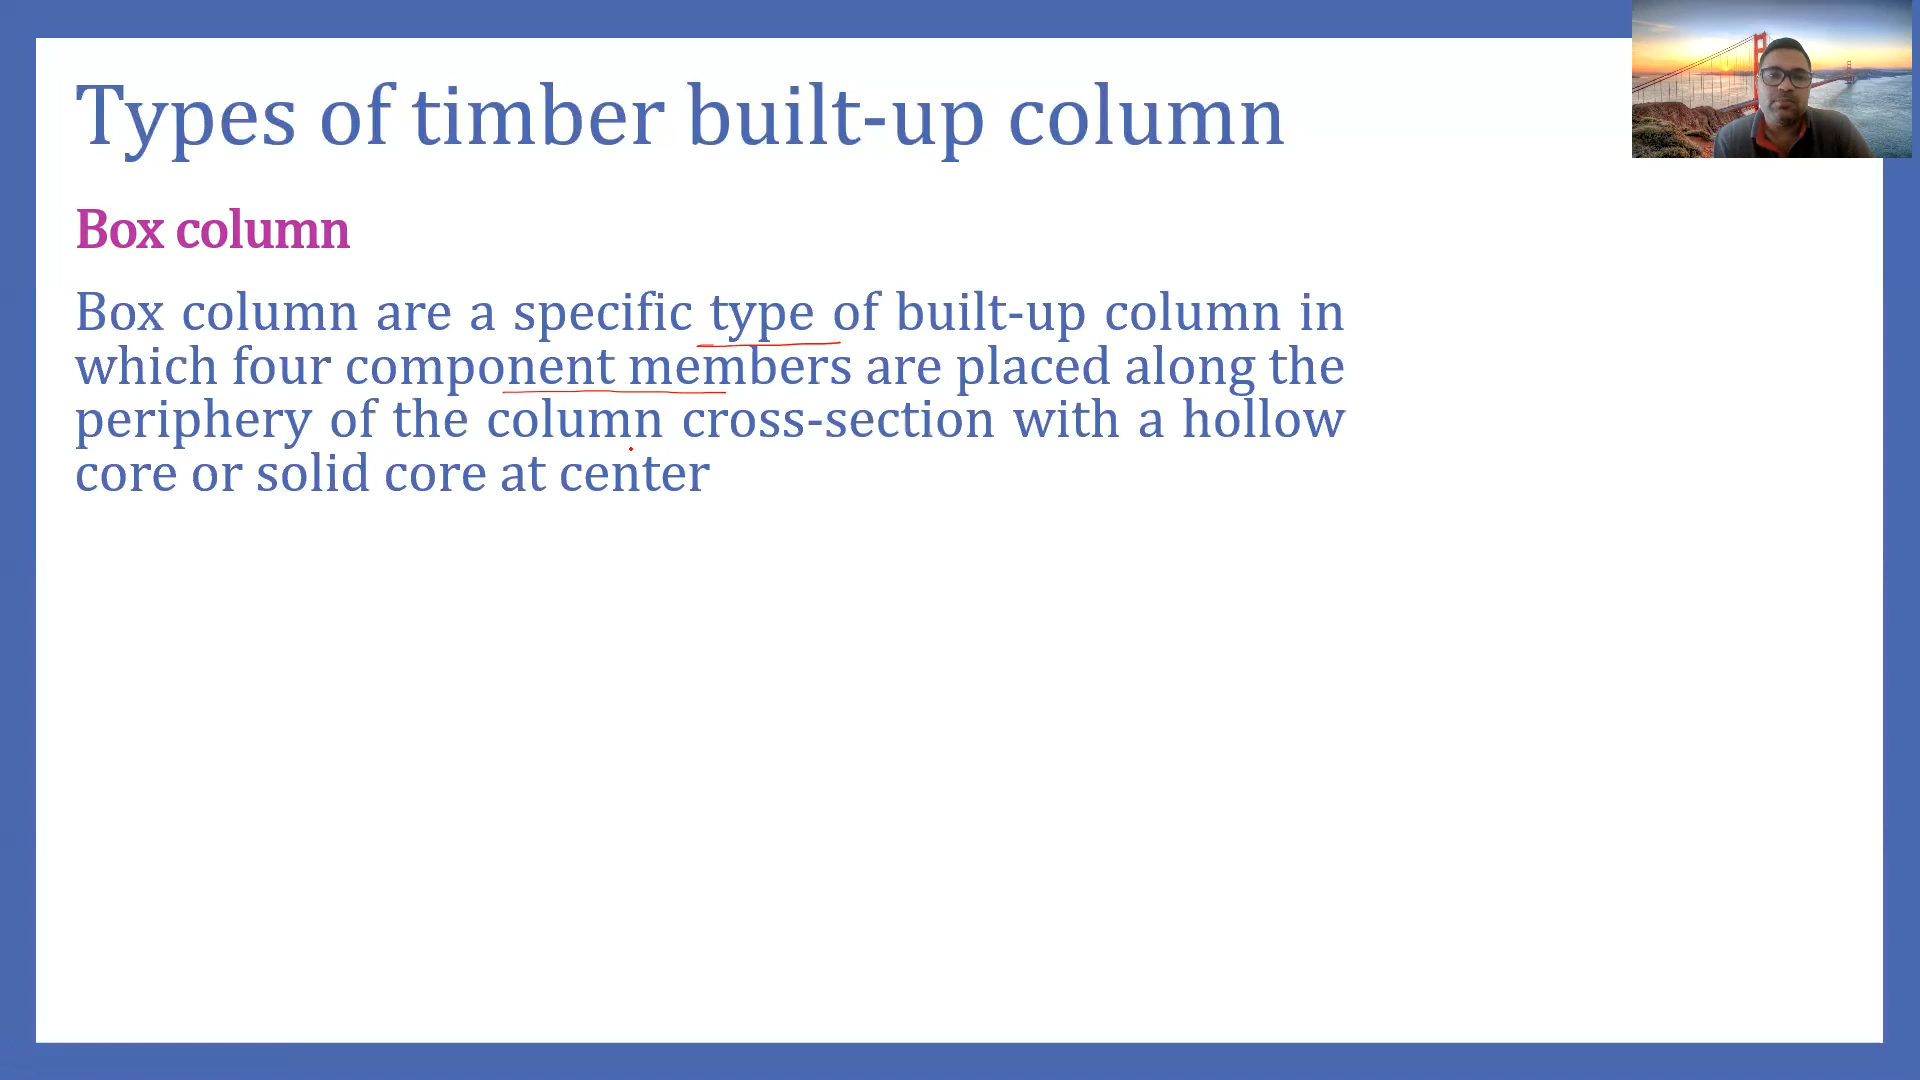 Types of timber built-up column
Box column
Box column are a specific type of built-up column in
which four component members are placed along the
periphery of the column cross-section with a hollow
core or solid core at center